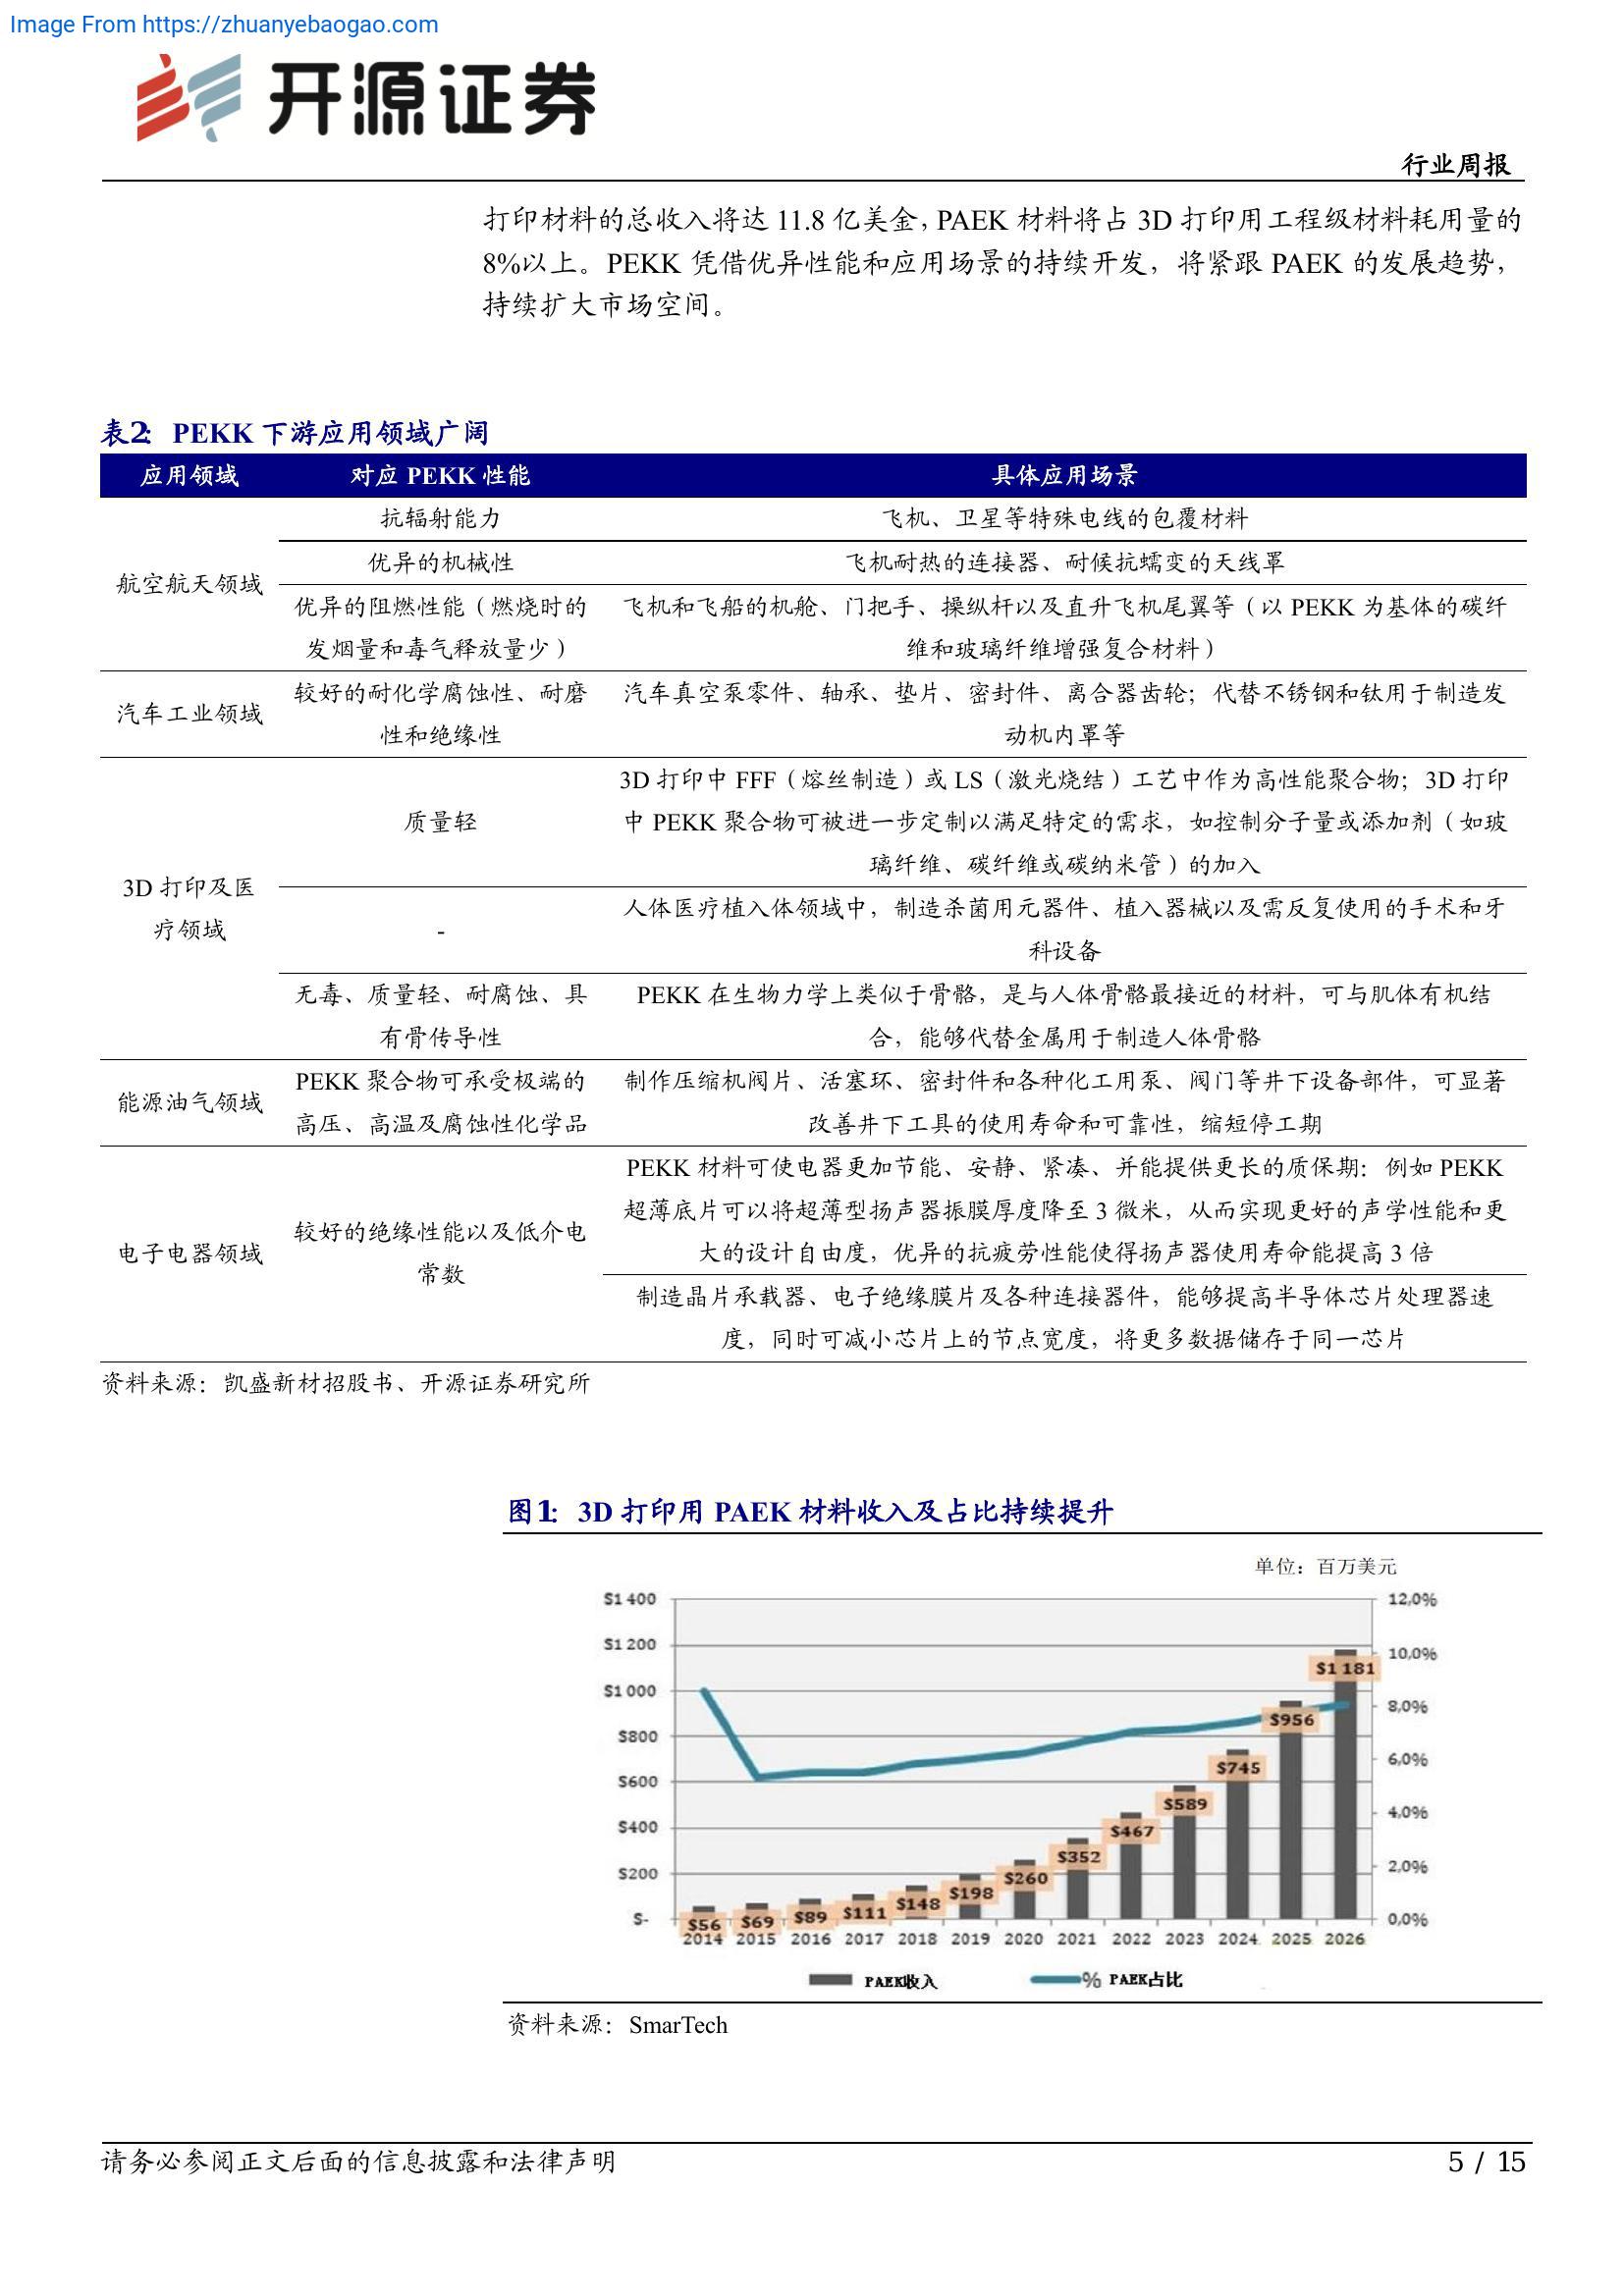 Image From https://zhuanyebaogao.com
开源证券
行业周报
打印材料的总收入将达 11.8 亿美金，PAEK 材料将占 3D 打印用工程级材料耗用量的
8%以上。PEKK 凭借优异性能和应用场景的持续开发，将紧跟 PAEK 的发展趋势，
持续扩大市场空间。
表2： PEKK 下游应用领域广阔
应用领域 对应 PEKK 性能 具体应用场景
航空航天领域
抗辐射能力 飞机、卫星等特殊电线的包覆材料
优异的机械性 飞机耐热的连接器、耐候抗蠕变的天线罩
优异的阻燃性能（燃烧时的 飞机和飞船的机舱、门把手、操纵杆以及直升飞机尾翼等（以 PEKK 为基体的碳纤
发烟量和毒气释放量少） 维和玻璃纤维增强复合材料）
汽车工业领域
较好的耐化学腐蚀性、耐磨 汽车真空泵零件、轴承、垫片、密封件、离合器齿轮；代替不锈钢和钛用于制造发
性和绝缘性 动机内罩等
3D 打印及医
疗领域
质量轻
3D 打印中 FFF（熔丝制造）或 LS（激光烧结）工艺中作为高性能聚合物；3D 打印
中 PEKK 聚合物可被进一步定制以满足特定的需求，如控制分子量或添加剂（如玻
璃纤维、碳纤维或碳纳米管）的加入
-
人体医疗植入体领域中，制造杀菌用元器件、植入器械以及需反复使用的手术和牙
科设备
无毒、质量轻、耐腐蚀、具 PEKK 在生物力学上类似于骨骼，是与人体骨骼最接近的材料，可与肌体有机结
有骨传导性 合，能够代替金属用于制造人体骨骼
能源油气领域
PEKK 聚合物可承受极端的 制作压缩机阀片、活塞环、密封件和各种化工用泵、阀门等井下设备部件，可显著
高压、高温及腐蚀性化学品 改善井下工具的使用寿命和可靠性，缩短停工期
电子电器领域
较好的绝缘性能以及低介电
常数
PEKK 材料可使电器更加节能、安静、紧凑、并能提供更长的质保期：例如 PEKK
超薄底片可以将超薄型扬声器振膜厚度降至 3 微米，从而实现更好的声学性能和更
大的设计自由度，优异的抗疲劳性能使得扬声器使用寿命能提高 3 倍
制造晶片承载器、电子绝缘膜片及各种连接器件，能够提高半导体芯片处理器速
度，同时可减小芯片上的节点宽度，将更多数据储存于同一芯片
资料来源：凯盛新材招股书、开源证券研究所
图1： 3D 打印用 PAEK 材料收入及占比持续提升
单位：百万美元
$1 400 12,0%
$1 200 10,0%
$1 000 8,0%
$800 6,0%
$600 4,0%
$400 2,0%
$200 0,0%
$-
$56 $69 $89 $111 $148 $198 $260 $352 $467 $589 $745 $956 $1 181
2014 2015 2016 2017 2018 2019 2020 2021 2022 2023 2024 2025 2026
PAEK收入 % PAEK占比
资料来源：SmarTech
请务必参阅正文后面的信息披露和法律声明 5 / 15